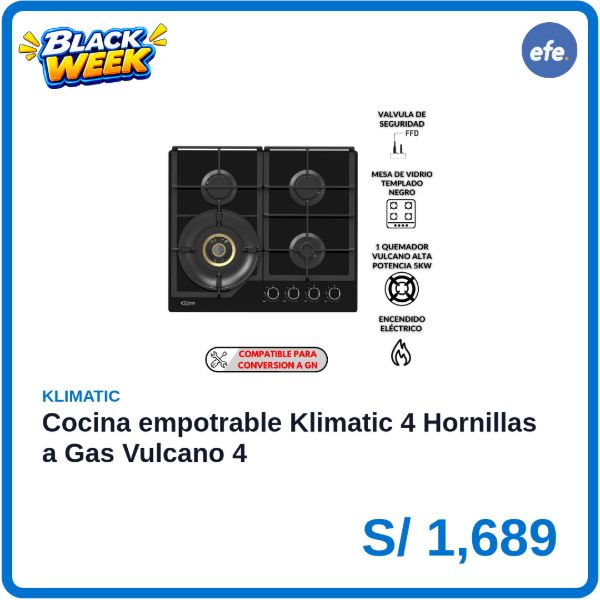 BLACK
WEEK
efe.
VALVULA DE
SEGURIDAD
FFD
MESA DE VIDRIO
TEMPLADO
NEGRO
1 QUEMADOR
VULCANO ALTA
POTENCIA 5KW
ENCENDIDO
ELÉCTRICO
COMPATIBLE PARA
CONVERSION A GN
KLIMATIC
Cocina empotrable Klimatic 4 Hornillas
a Gas Vulcano 4
S/ 1,689